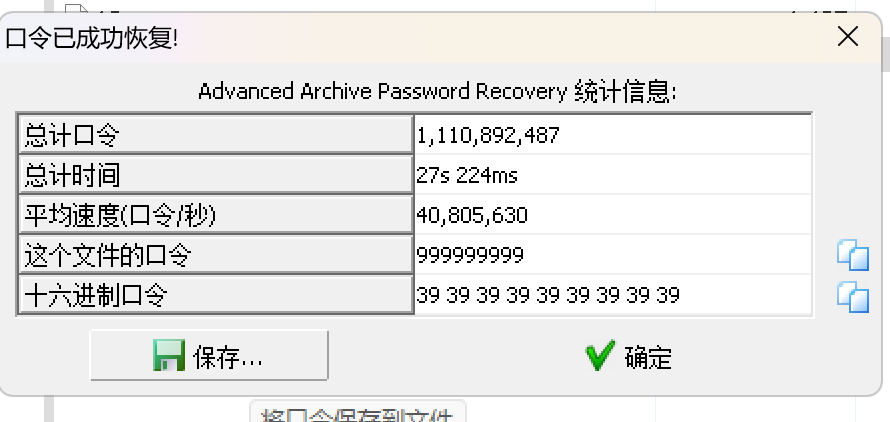 口令已成功恢复!
Advanced Archive Password Recovery 统计信息:
总计口令 1,110,892,487
总计时间 27s 224ms
平均速度(口令/秒) 40,805,630
这个文件的口令 999999999
十六进制口令 39 39 39 39 39 39 39 39 39
保存... 确定
将口令保存到文件